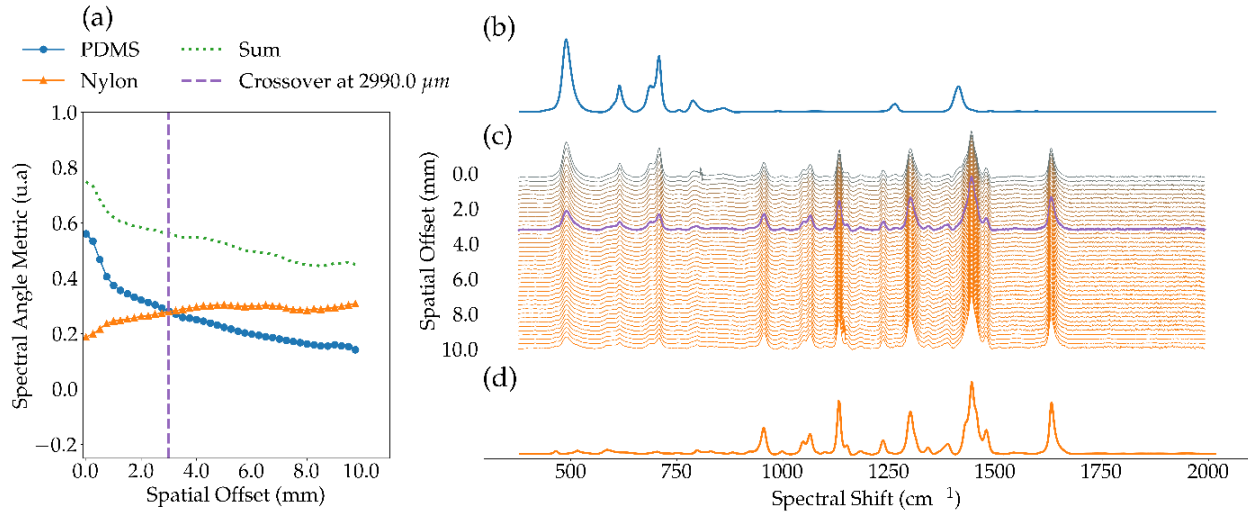 (a)
PDMS
Nylon
Sum
Crossover at 2990.0 μm
Spectral Angle Metric (u.a)
1.0
0.8
0.6
0.4
0.2
0.0
−0.2
0.0 2.0 4.0 6.0 8.0 10.0
Spatial Offset (mm)
(b)
(c)
Spatial Offset (mm)
0.0
2.0
4.0
6.0
8.0
10.0
(d)
500 750 1000 1250 1500 1750 2000
Spectral Shift (cm⁻¹)